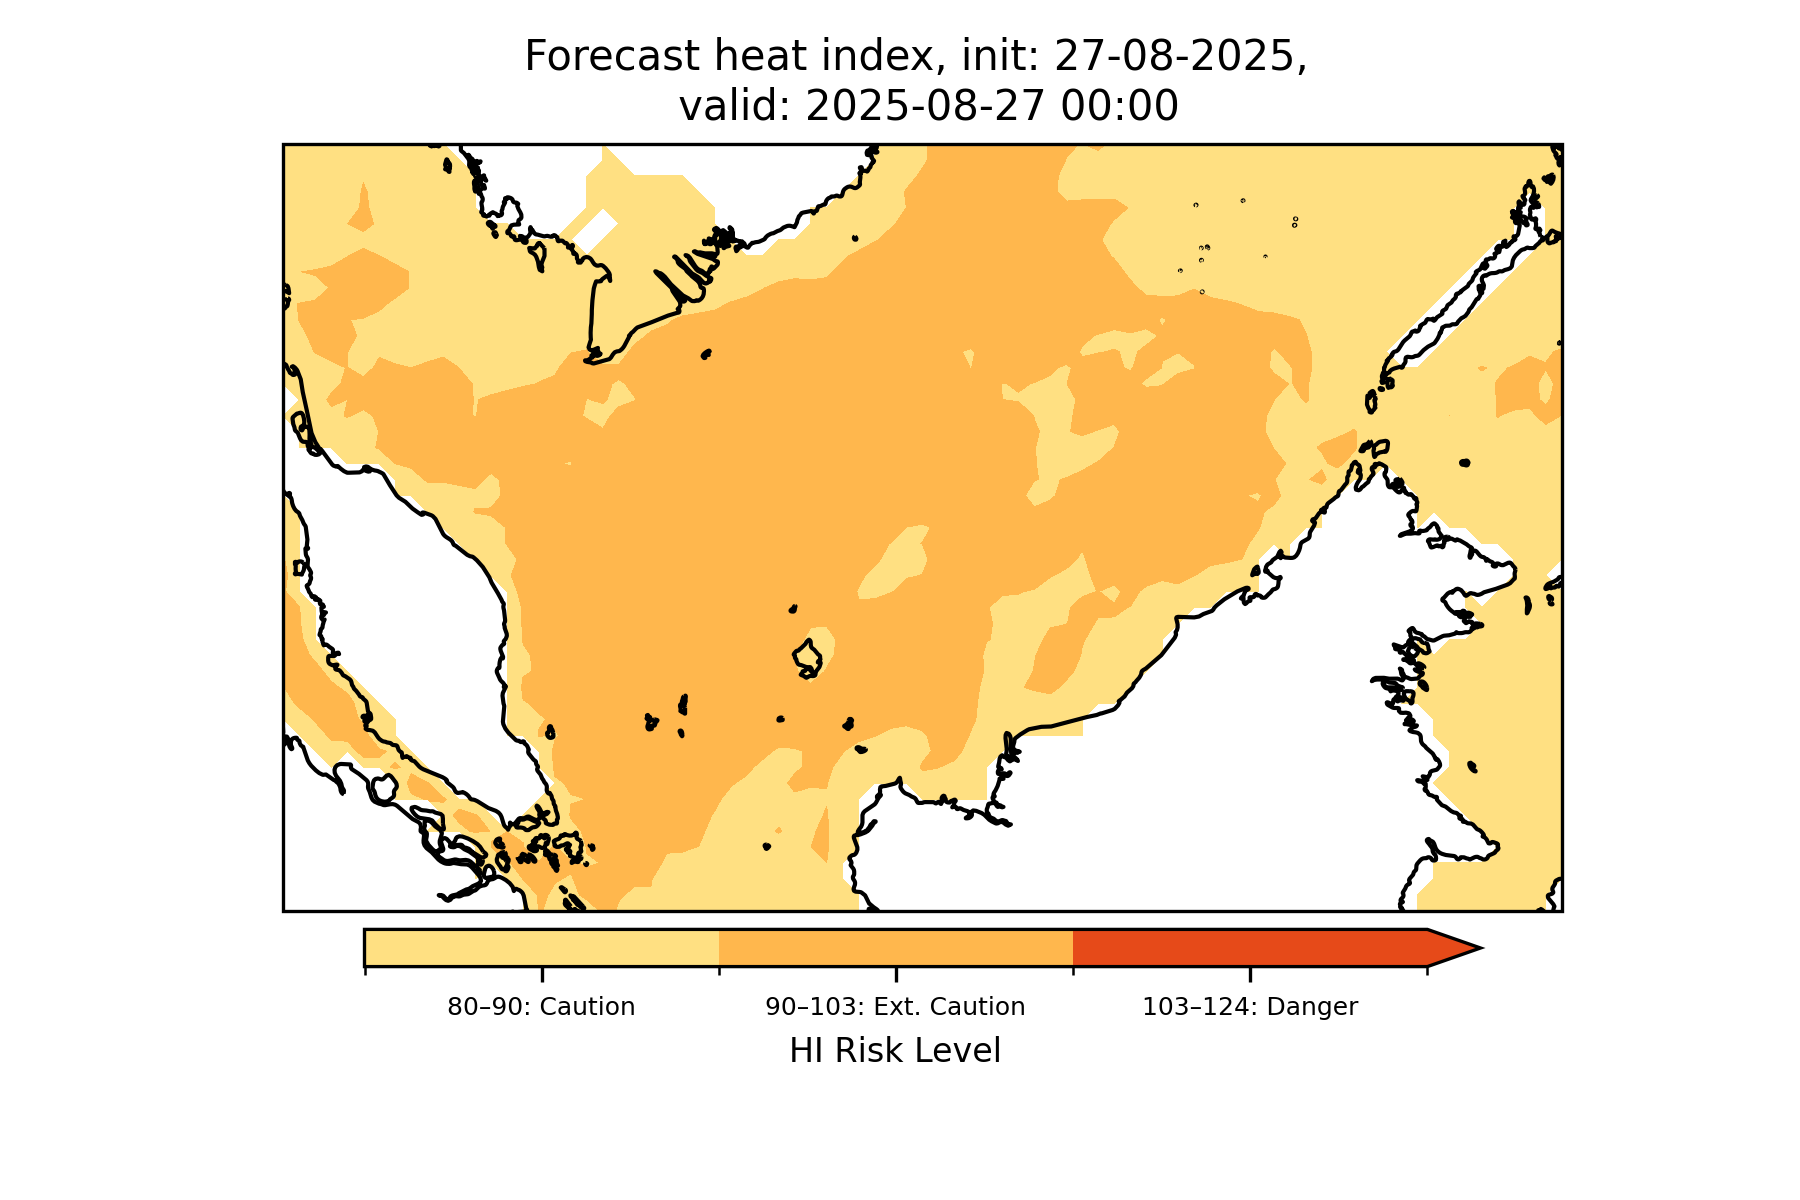 Forecast heat index, init: 27-08-2025,
valid: 2025-08-27 00:00
80–90: Caution
90–103: Ext. Caution
103–124: Danger
HI Risk Level